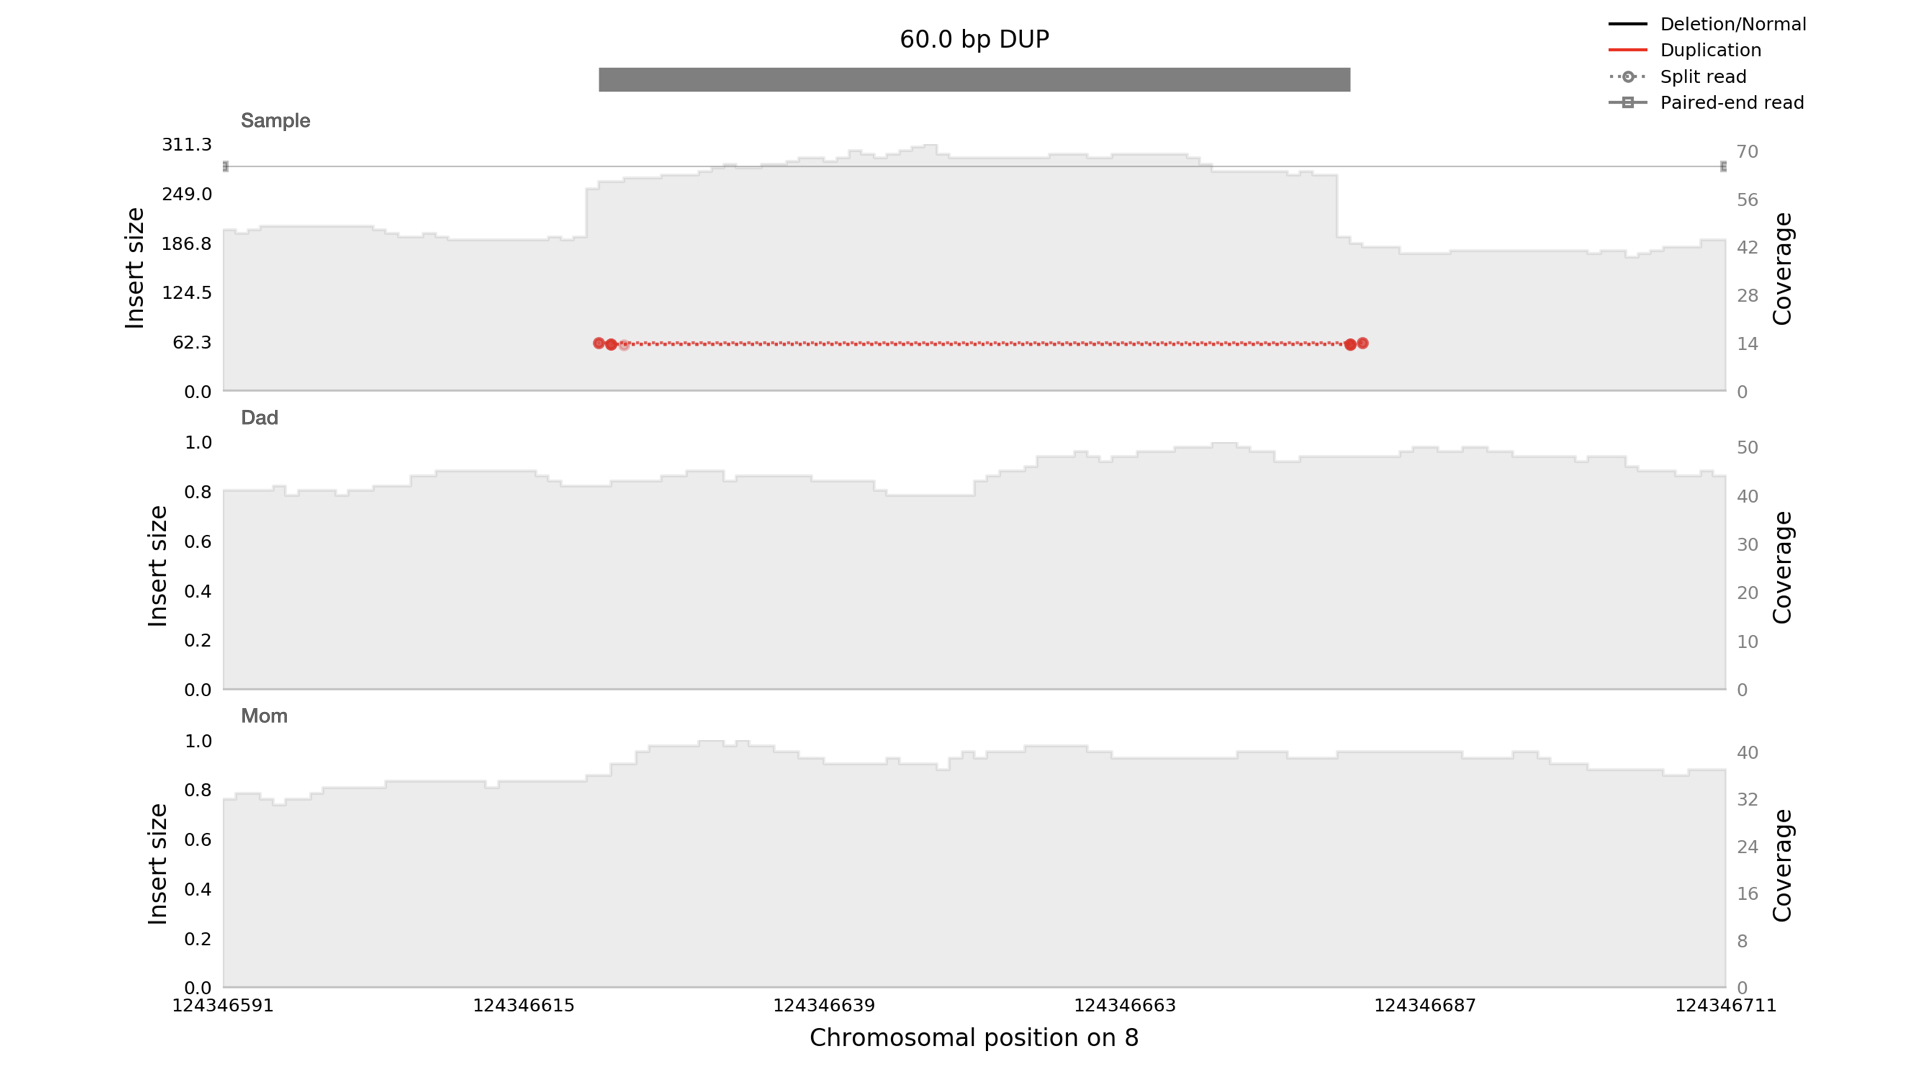 60.0 bp DUP
Deletion/Normal
Duplication
Split read
Paired-end read
Sample
311.3
249.0
186.8
124.5
62.3
0.0
Insert size
70
56
42
28
14
0
Coverage
Dad
1.0
0.8
0.6
0.4
0.2
0.0
Insert size
50
40
30
20
10
0
Coverage
Mom
1.0
0.8
0.6
0.4
0.2
0.0
Insert size
40
32
24
16
8
0
Coverage
124346591 124346615 124346639 124346663 124346687 124346711
Chromosomal position on 8